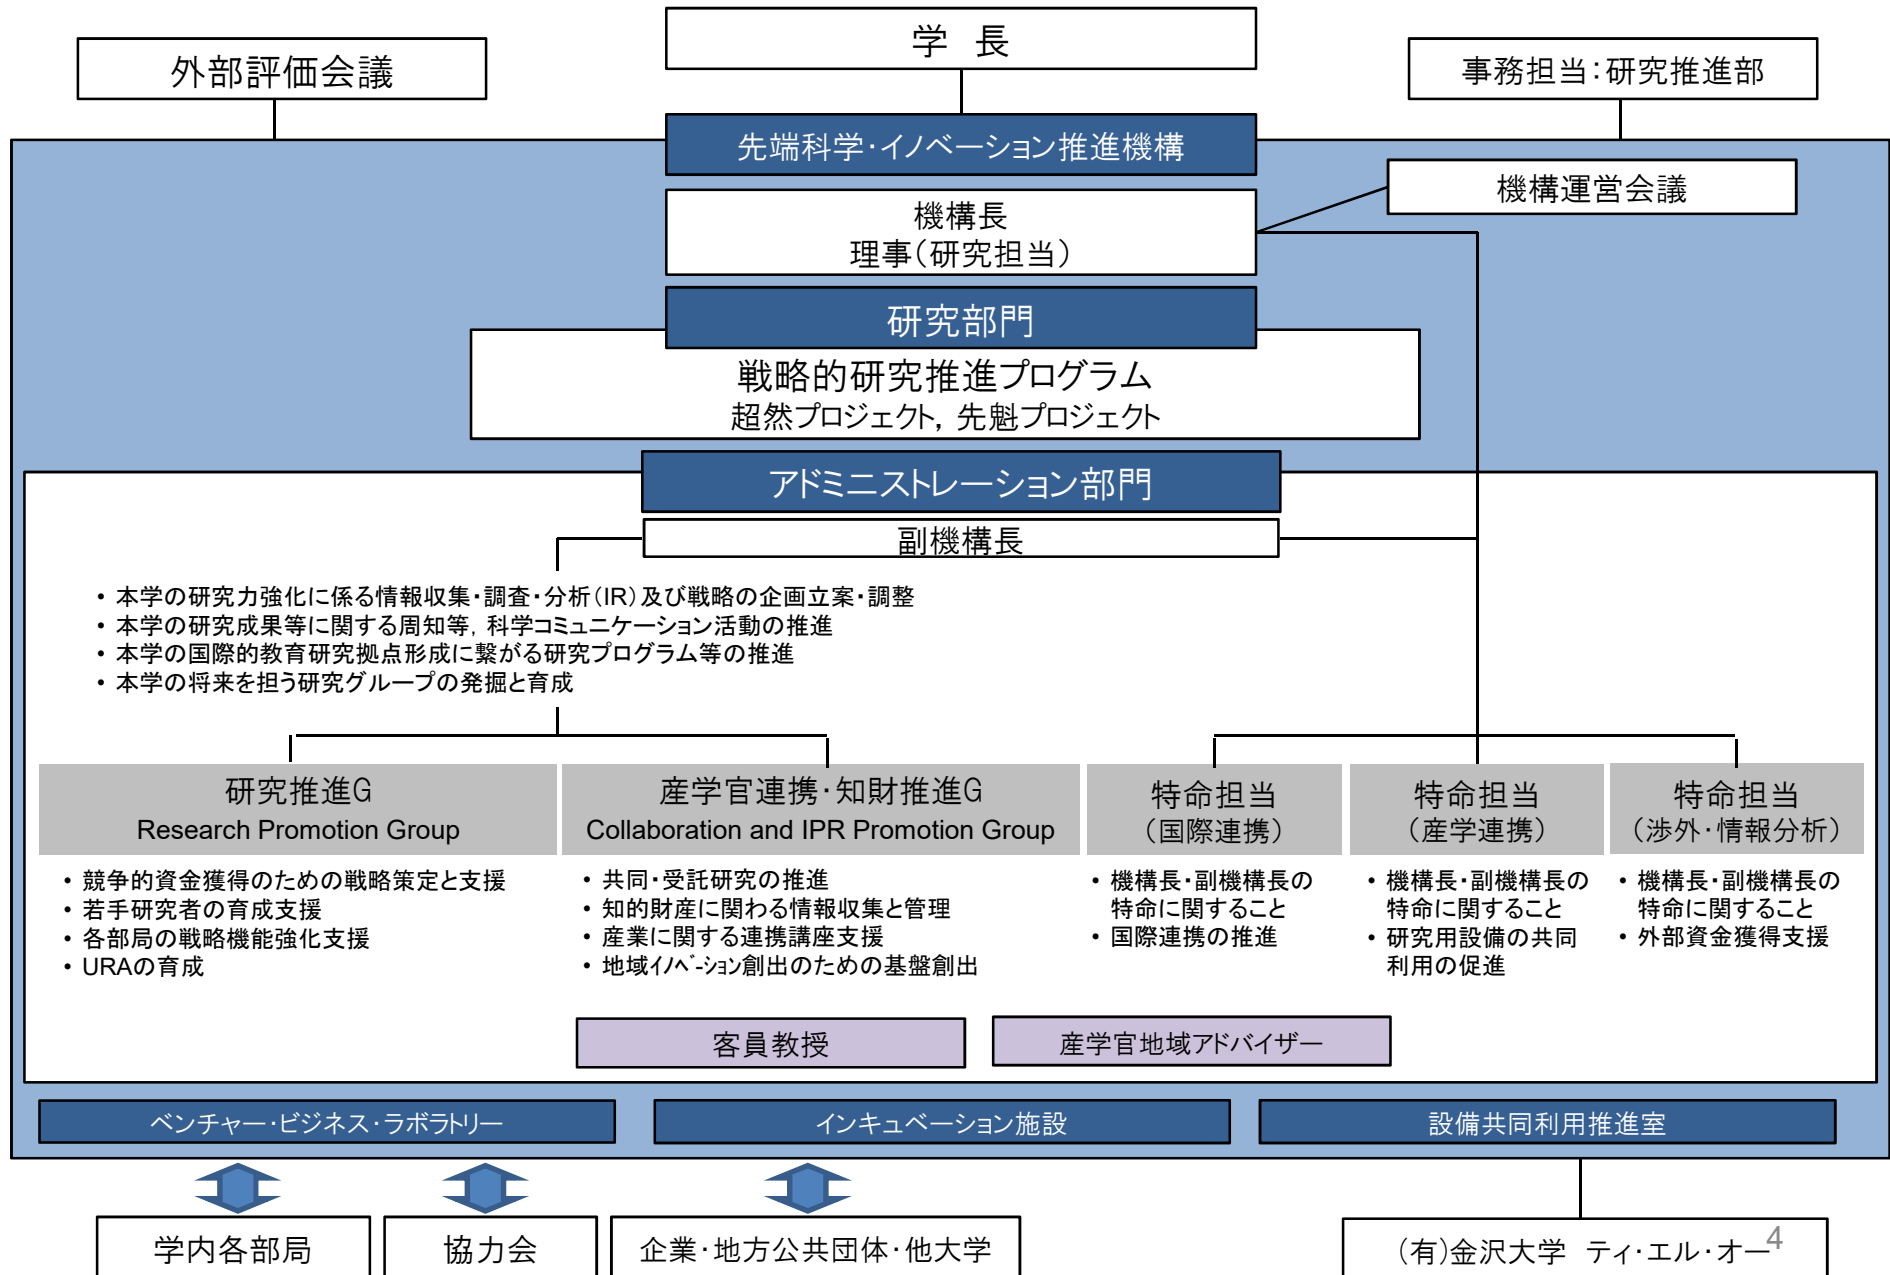 学 長
外部評価会議
事務担当：研究推進部
先端科学・イノベーション推進機構
機構運営会議
機構長
理事（研究担当）
研究部門
戦略的研究推進プログラム
超然プロジェクト，先魁プロジェクト
アドミニストレーション部門
副機構長
• 本学の研究力強化に係る情報収集・調査・分析（IR）及び戦略の企画立案・調整
• 本学の研究成果等に関する周知等，科学コミュニケーション活動の推進
• 本学の国際的教育研究拠点形成に繋がる研究プログラム等の推進
• 本学の将来を担う研究グループの発掘と育成
研究推進G
Research Promotion Group
• 競争的資金獲得のための戦略策定と支援
• 若手研究者の育成支援
• 各部局の戦略機能強化支援
• URAの育成
産学官連携・知財推進G
Collaboration and IPR Promotion Group
• 共同・受託研究の推進
• 知的財産に関わる情報収集と管理
• 産業に関する連携講座支援
• 地域ｲﾉﾍﾞｰｼｮﾝ創出のための基盤創出
特命担当
（国際連携）
• 機構長・副機構長の
特命に関すること
• 国際連携の推進
特命担当
（産学連携）
• 機構長・副機構長の
特命に関すること
• 研究用設備の共同
利用の促進
特命担当
（渉外・情報分析）
• 機構長・副機構長の
特命に関すること
• 外部資金獲得支援
客員教授
産学官地域アドバイザー
ベンチャー・ビジネス・ラボラトリー
インキュベーション施設
設備共同利用推進室
学内各部局
協力会
企業・地方公共団体・他大学
(有)金沢大学 ティ・エル・オー
4